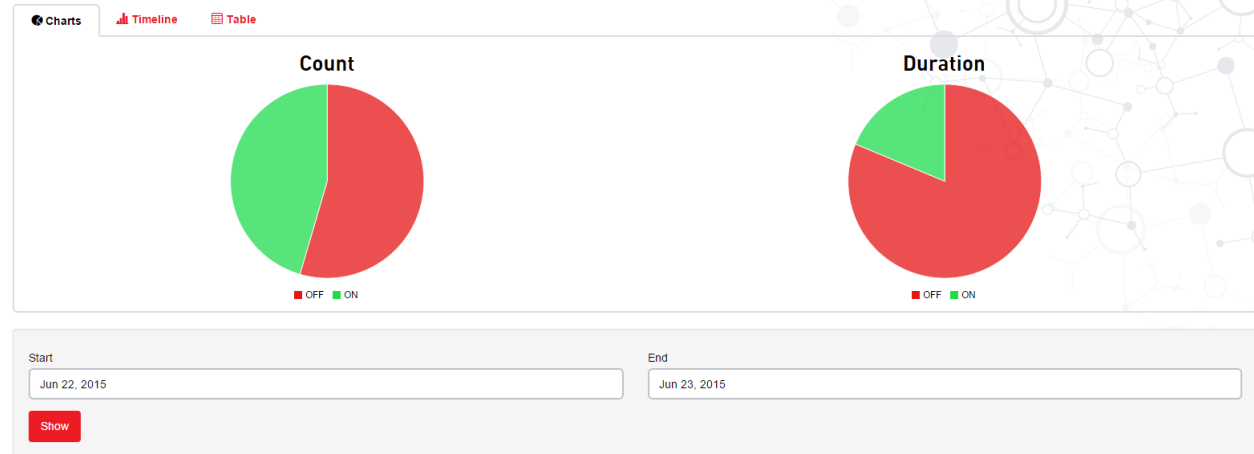 Charts Timeline Table
Count Duration
OFF ON OFF ON
Start End
Jun 22, 2015 Jun 23, 2015
Show